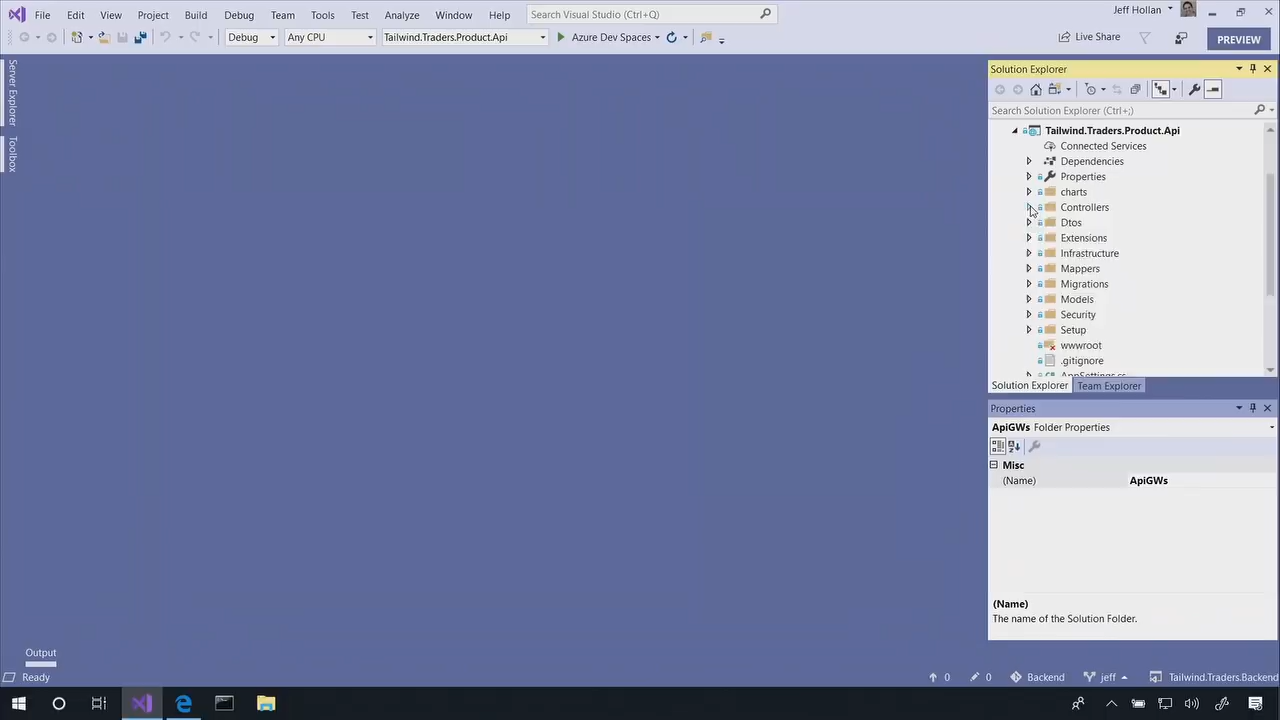 File Edit View Project Build Debug Team Tools Test Analyze Window Help Search Visual Studio (Ctrl+Q) Jeff Hollan
Debug Any CPU Tailwind.Traders.Product.Api Azure Dev Spaces Live Share PREVIEW
Server Explorer
Toolbox
Solution Explorer
Search Solution Explorer (Ctrl+;)
Tailwind.Traders.Product.Api
Connected Services
Dependencies
Properties
charts
Controllers
Dtos
Extensions
Infrastructure
Mappers
Migrations
Models
Security
Setup
wwwroot
.gitignore
AppSettings.cs
Solution Explorer Team Explorer
Properties
ApiGWs Folder Properties
Misc
(Name) ApiGWs
(Name)
The name of the Solution Folder.
Output
Ready 0 0 Backend jeff Tailwind.Traders.Backend